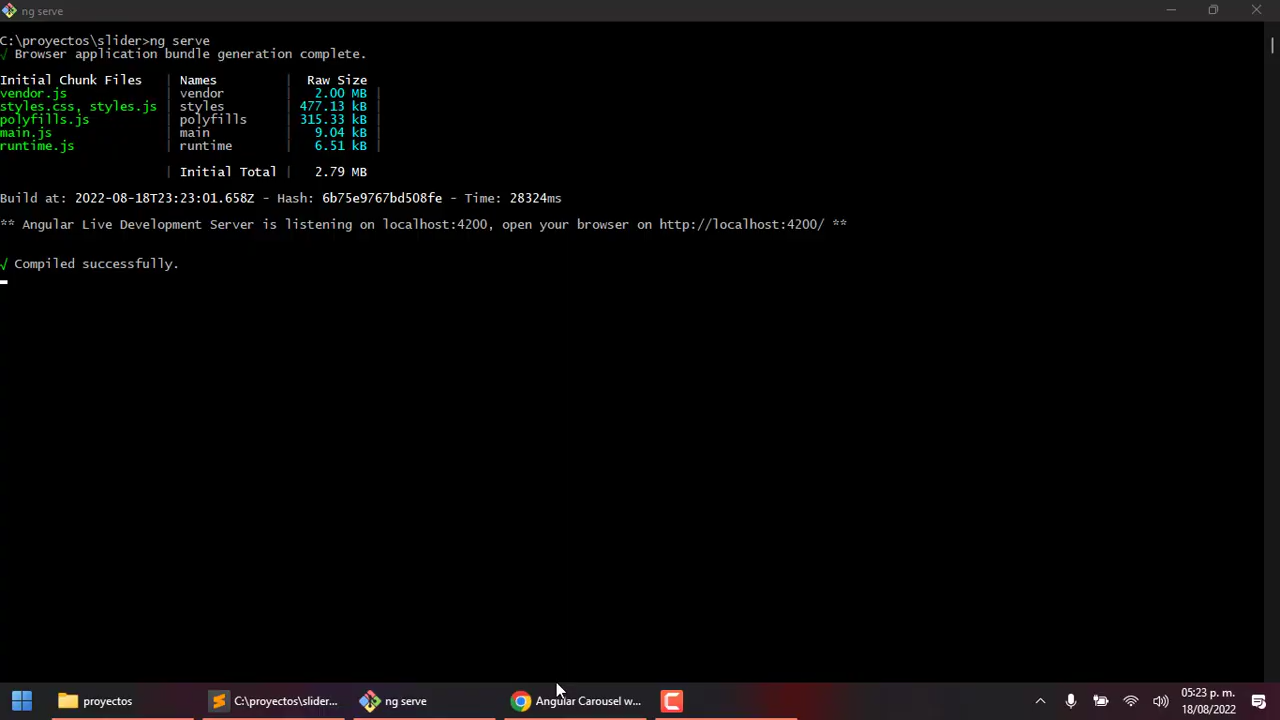 ng serve
C:\proyectos\slider>ng serve
√ Browser application bundle generation complete.
Initial Chunk Files | Names | Raw Size
vendor.js | vendor | 2.00 MB |
styles.css, styles.js | styles | 477.13 kB |
polyfills.js | polyfills | 315.33 kB |
main.js | main | 9.04 kB |
runtime.js | runtime | 6.51 kB |
| Initial Total | 2.79 MB
Build at: 2022-08-18T23:23:01.658Z - Hash: 6b75e9767bd508fe - Time: 28324ms
** Angular Live Development Server is listening on localhost:4200, open your browser on http://localhost:4200/ **
√ Compiled successfully.
proyectos
C:\proyectos\slider...
ng serve
Angular Carousel w...
05:23 p. m.
18/08/2022